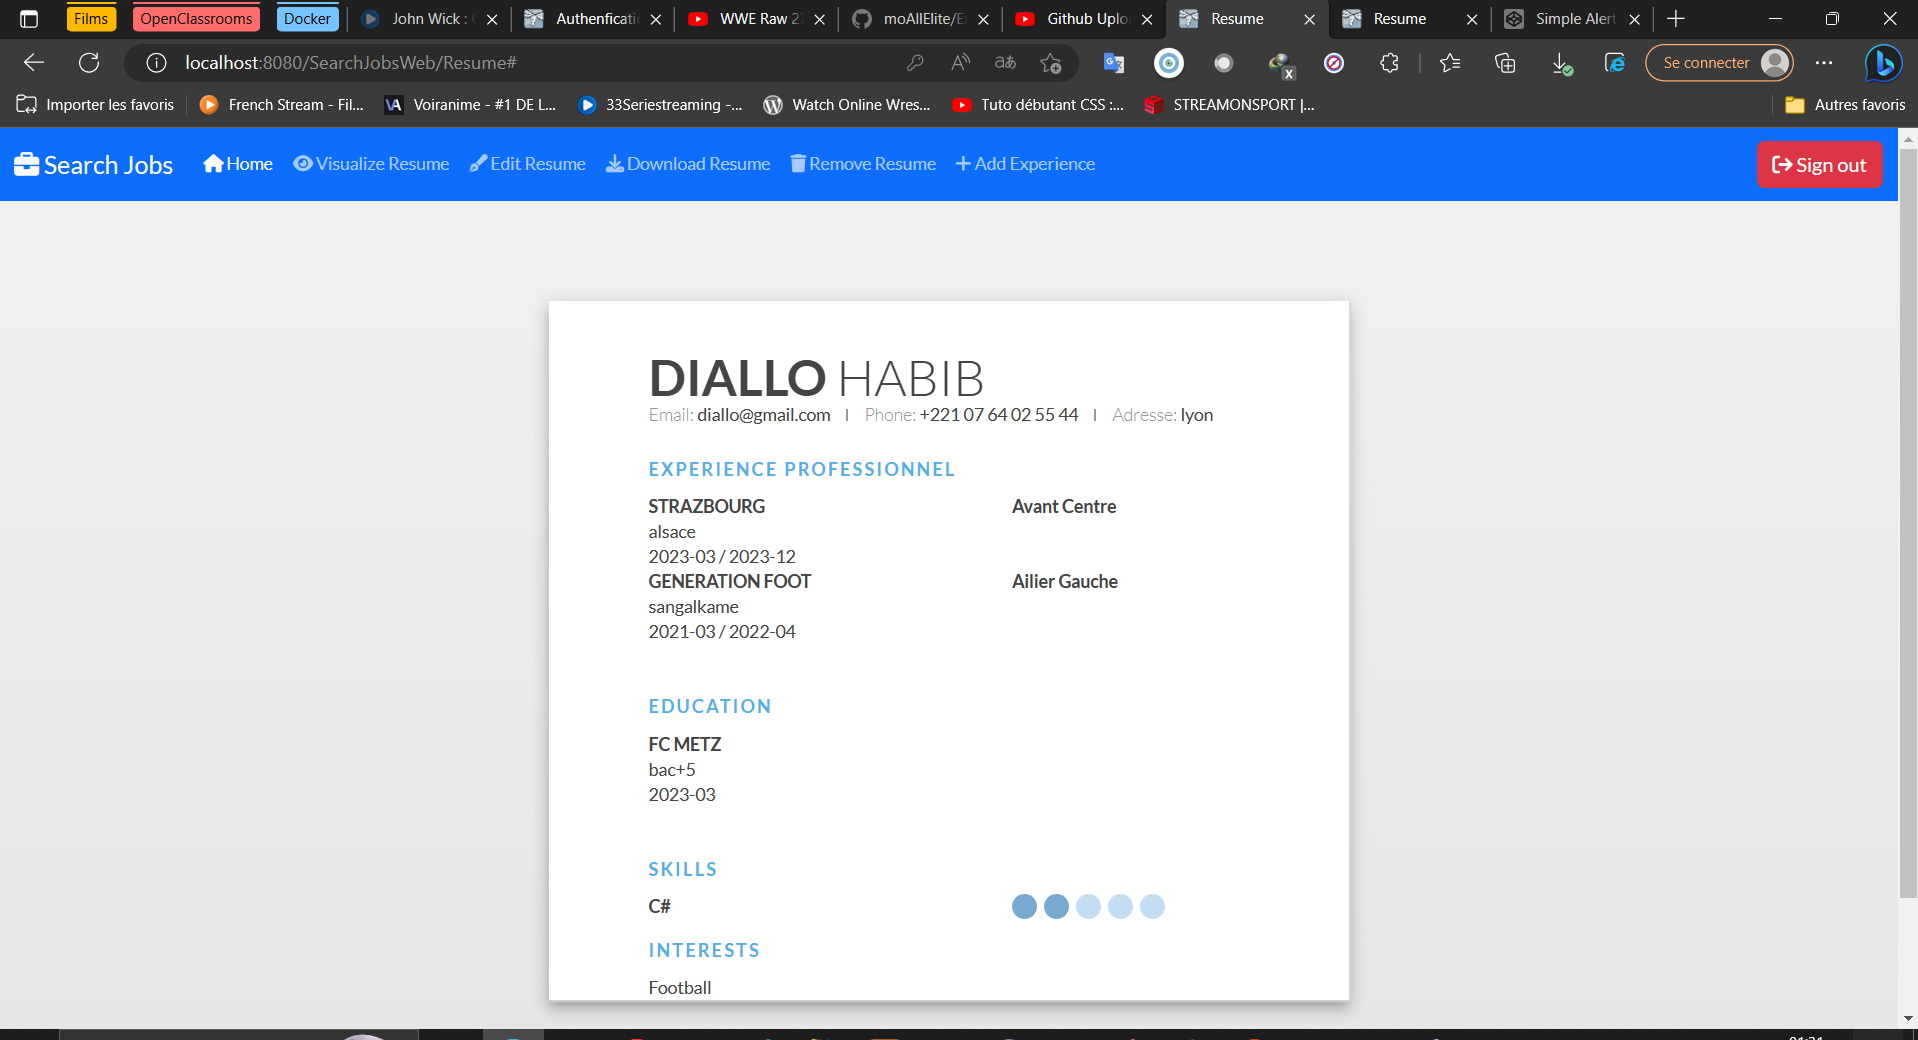 Films OpenClassrooms Docker John Wick : Authenficati WWE Raw 2 moAllElite/E Github Uplo Resume Resume Simple Alert
localhost:8080/SearchJobsWeb/Resume# Se connecter
Importer les favoris French Stream - Fil... VA Voiranime - #1 DE L... 33Seriestreaming -... Watch Online Wres... Tuto débutant CSS :... STREAMONSPORT |... Autres favoris
Search Jobs Home Visualize Resume Edit Resume Download Resume Remove Resume Add Experience Sign out
DIALLO HABIB
Email: diallo@gmail.com | Phone: +221 07 64 02 55 44 | Adresse: lyon
EXPERIENCE PROFESSIONNEL
STRAZBOURG Avant Centre
alsace
2023-03 / 2023-12
GENERATION FOOT Ailier Gauche
sangalkame
2021-03 / 2022-04
EDUCATION
FC METZ
bac+5
2023-03
SKILLS
C#
INTERESTS
Football